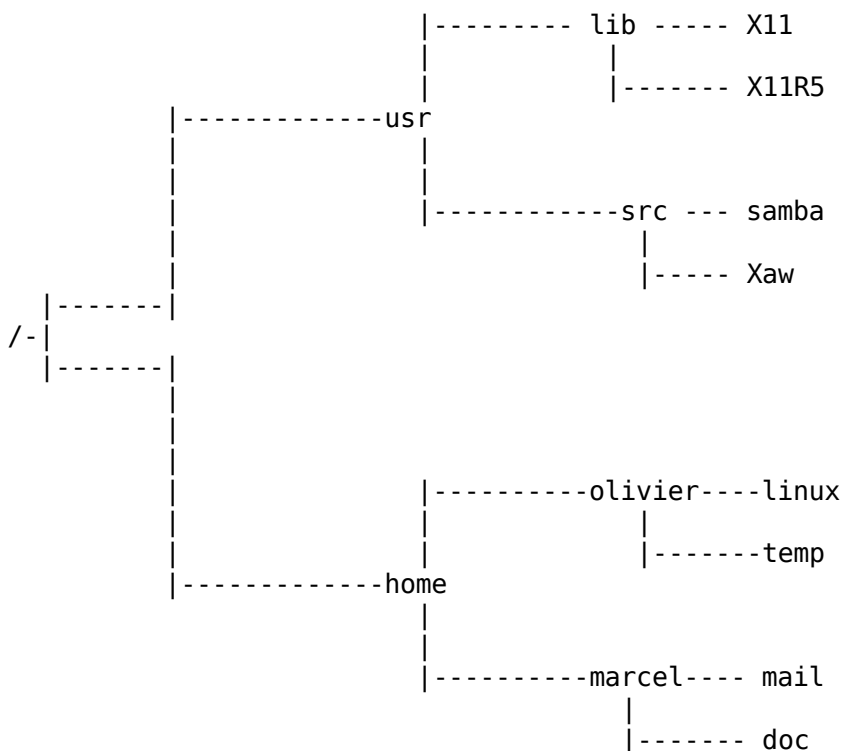 lib X11
X11R5
usr
src samba
Xaw
/
olivier linux
temp
home
marcel mail
doc